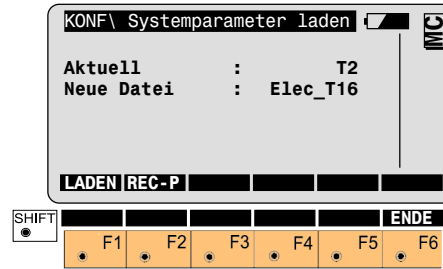 KONF\ Systemparameter laden
MC
Aktuell : T2
Neue Datei : Elec_T16
LADEN REC-P
SHIFT ENDE
F1 F2 F3 F4 F5 F6